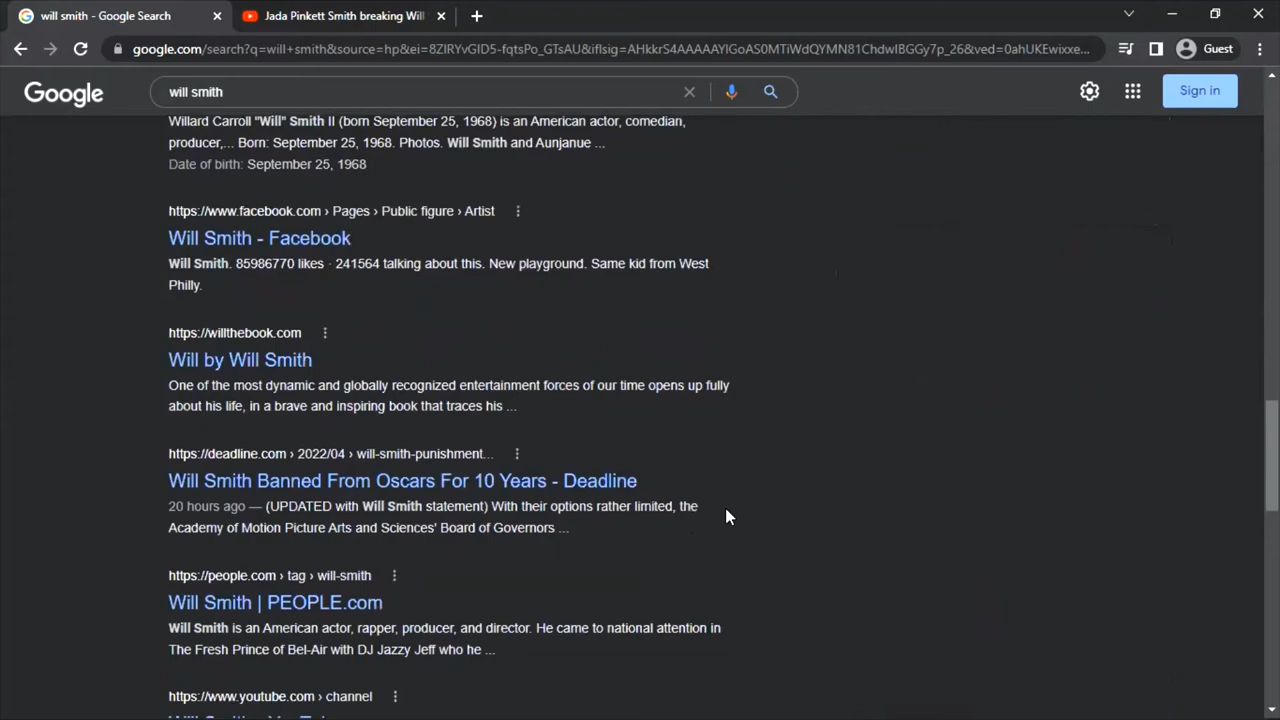 will smith - Google Search
Jada Pinkett Smith breaking Will
google.com/search?q=will+smith&source=hp&ei=8ZIRYvGID5-fqtsPo_GTsAU&iflsig=AHkkrS4AAAAAYlGoAS0MTiWdQYMN81ChdwIBGGy7p_26&ved=0ahUKEwixxe...
Guest
Google
will smith
Sign in
Willard Carroll "Will" Smith II (born September 25, 1968) is an American actor, comedian,
producer,... Born: September 25, 1968. Photos. Will Smith and Aunjanue ...
Date of birth: September 25, 1968
https://www.facebook.com › Pages › Public figure › Artist
Will Smith - Facebook
Will Smith. 85986770 likes · 241564 talking about this. New playground. Same kid from West
Philly.
https://willthebook.com
Will by Will Smith
One of the most dynamic and globally recognized entertainment forces of our time opens up fully
about his life, in a brave and inspiring book that traces his ...
https://deadline.com › 2022/04 › will-smith-punishment...
Will Smith Banned From Oscars For 10 Years - Deadline
20 hours ago — (UPDATED with Will Smith statement) With their options rather limited, the
Academy of Motion Picture Arts and Sciences' Board of Governors ...
https://people.com › tag › will-smith
Will Smith | PEOPLE.com
Will Smith is an American actor, rapper, producer, and director. He came to national attention in
The Fresh Prince of Bel-Air with DJ Jazzy Jeff who he ...
https://www.youtube.com › channel